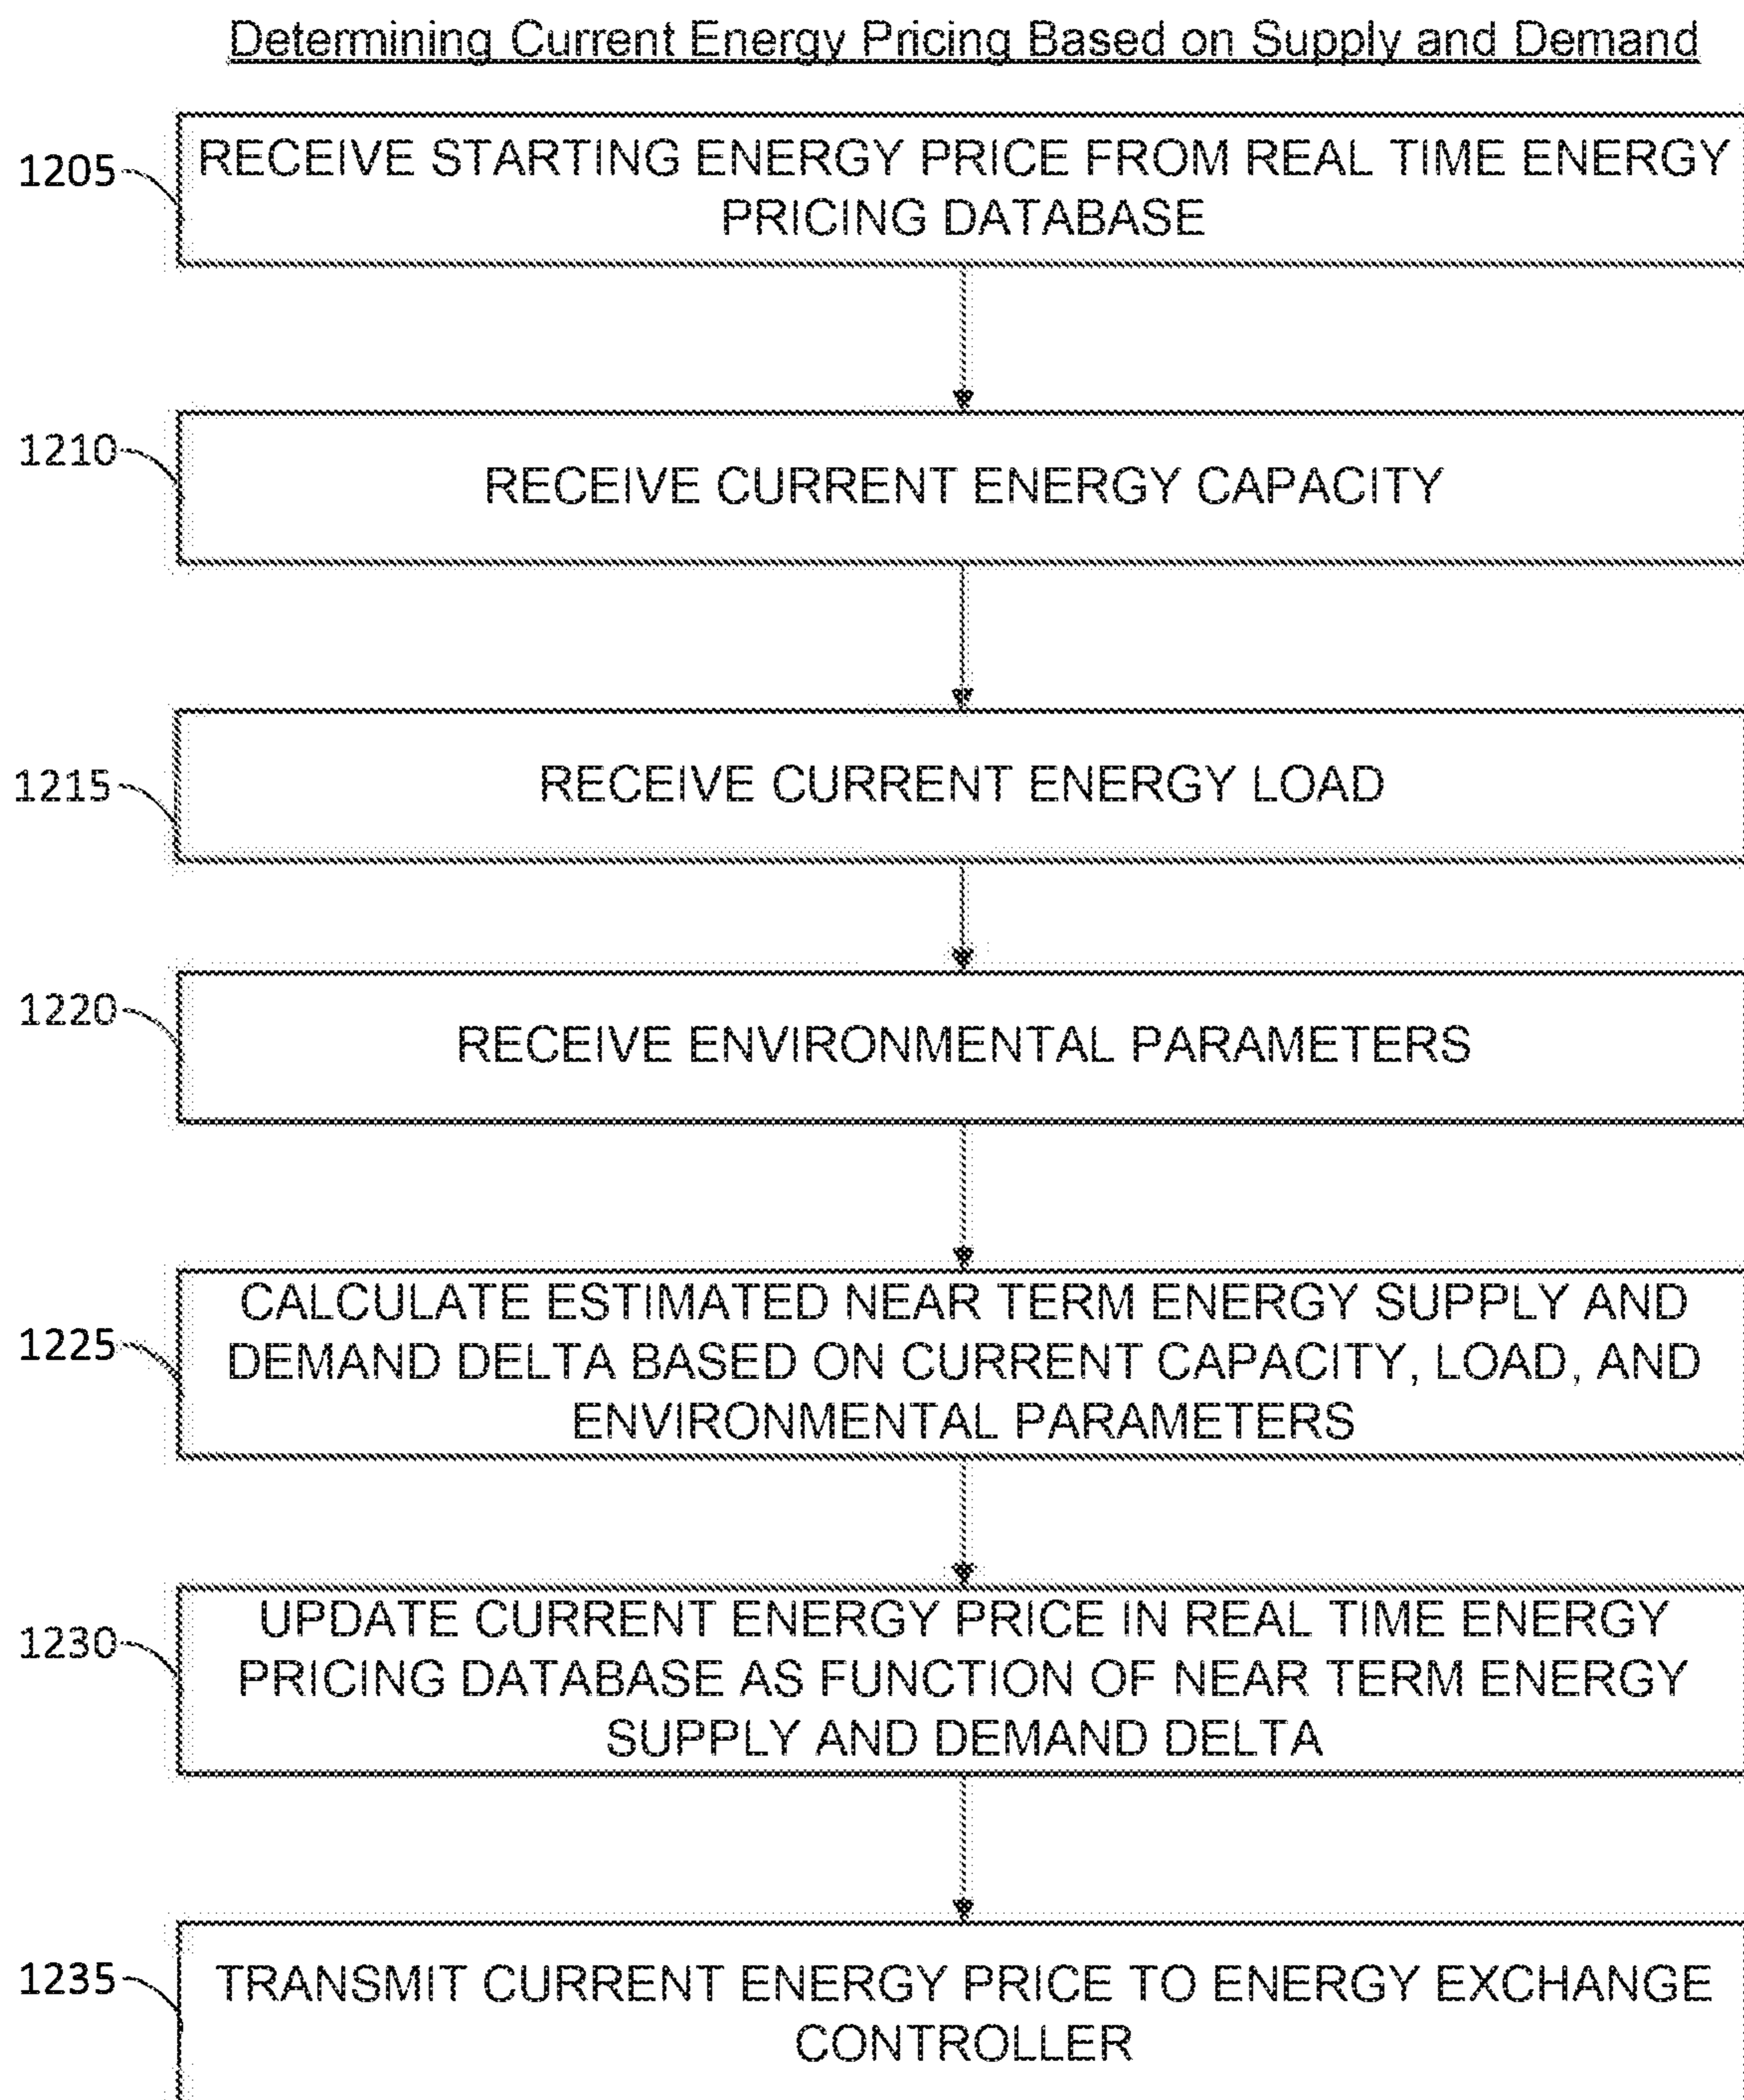 Determining Current Energy Pricing Based on Supply and Demand
1205
RECEIVE STARTING ENERGY PRICE FROM REAL TIME ENERGY
PRICING DATABASE
1210
RECEIVE CURRENT ENERGY CAPACITY
1215
RECEIVE CURRENT ENERGY LOAD
1220
RECEIVE ENVIRONMENTAL PARAMETERS
1225
CALCULATE ESTIMATED NEAR TERM ENERGY SUPPLY AND
DEMAND DELTA BASED ON CURRENT CAPACITY, LOAD, AND
ENVIRONMENTAL PARAMETERS
1230
UPDATE CURRENT ENERGY PRICE IN REAL TIME ENERGY
PRICING DATABASE AS FUNCTION OF NEAR TERM ENERGY
SUPPLY AND DEMAND DELTA
1235
TRANSMIT CURRENT ENERGY PRICE TO ENERGY EXCHANGE
CONTROLLER